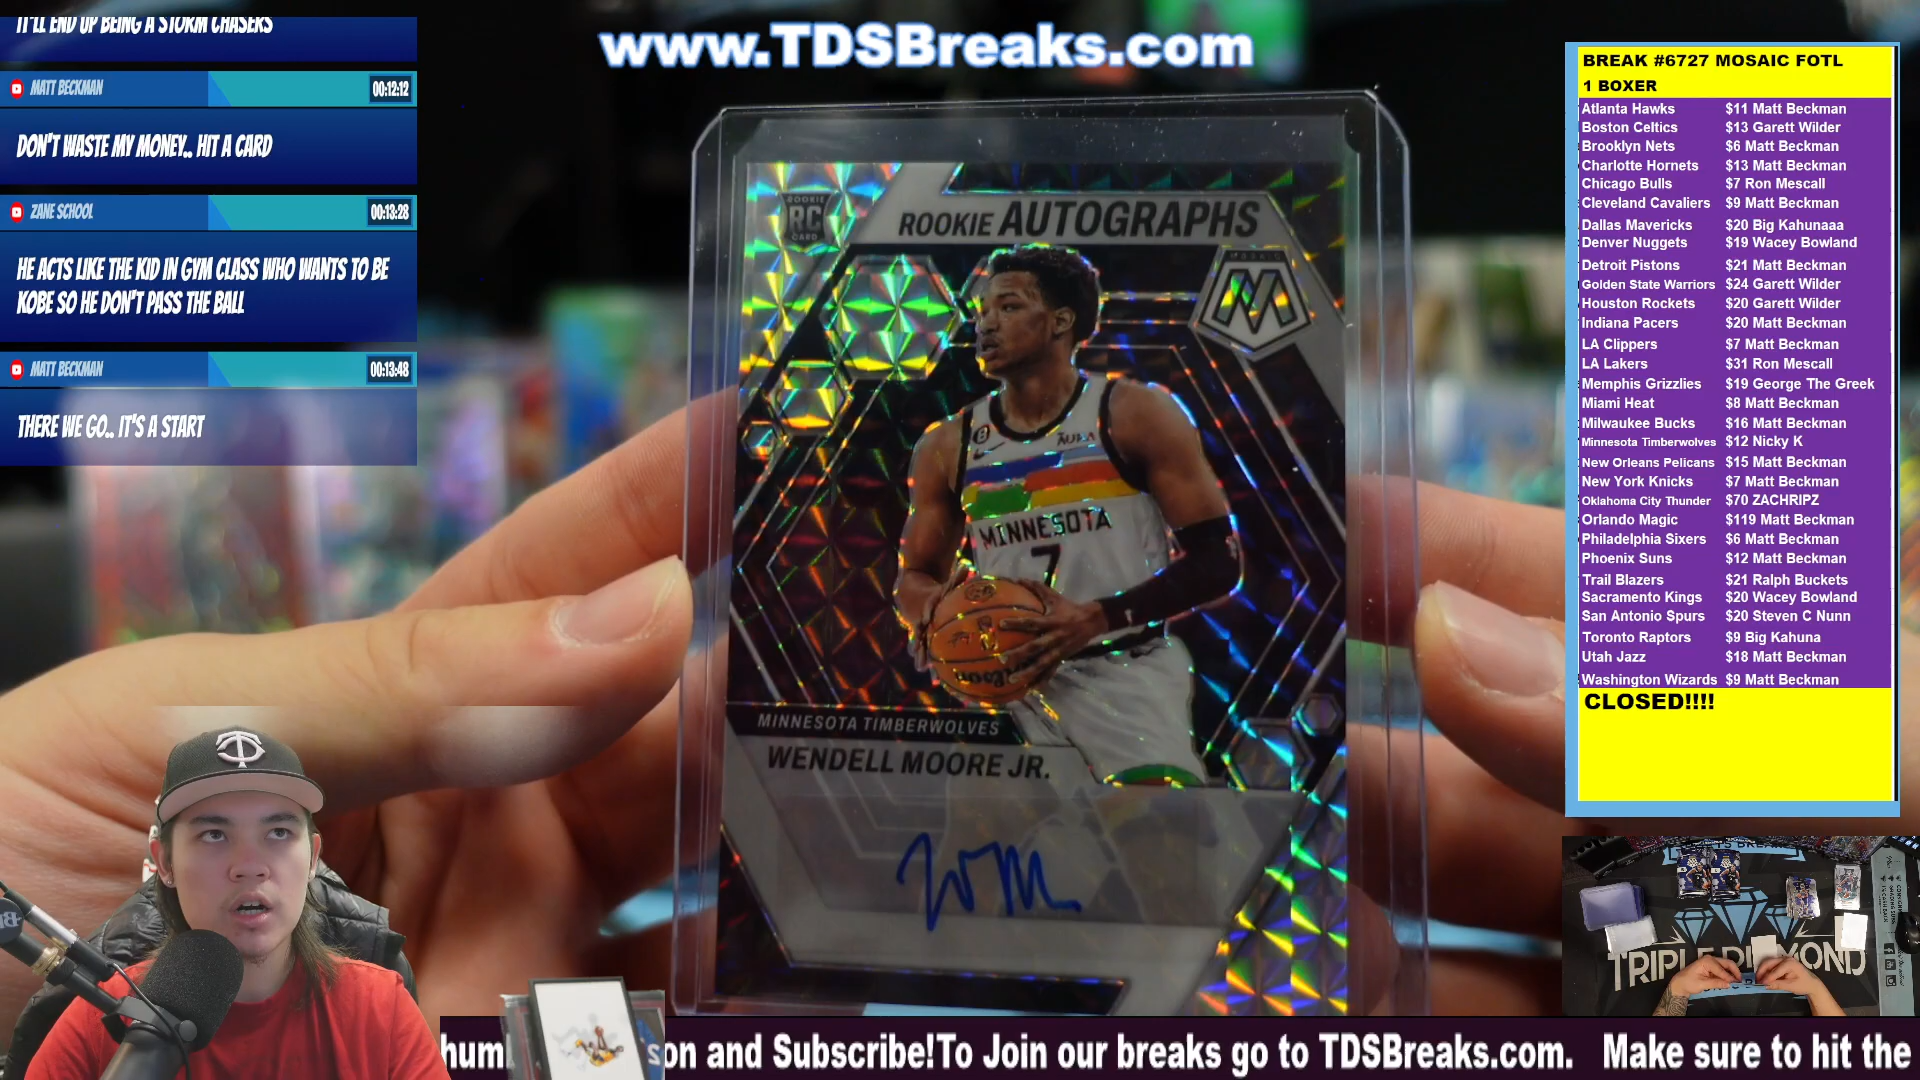 IT'LL END UP BEING A STORM CHASERS
MATT BECKMAN 00:12:12
DON'T WASTE MY MONEY.. HIT A CARD
ZANE SCHOOL 00:13:28
HE ACTS LIKE THE KID IN GYM CLASS WHO WANTS TO BE
KOBE SO HE DON'T PASS THE BALL
MATT BECKMAN 00:13:48
THERE WE GO.. IT'S A START
www.TDSBreaks.com
ROOKIE
RC
CARD
ROOKIE AUTOGRAPHS
MOSAIC
M
MINNESOTA
7
MINNESOTA TIMBERWOLVES
WENDELL MOORE JR.
BREAK #6727 MOSAIC FOTL
1 BOXER
Atlanta Hawks $11 Matt Beckman
Boston Celtics $13 Garett Wilder
Brooklyn Nets $6 Matt Beckman
Charlotte Hornets $13 Matt Beckman
Chicago Bulls $7 Ron Mescall
Cleveland Cavaliers $9 Matt Beckman
Dallas Mavericks $20 Big Kahunaaa
Denver Nuggets $19 Wacey Bowland
Detroit Pistons $21 Matt Beckman
Golden State Warriors $24 Garett Wilder
Houston Rockets $20 Garett Wilder
Indiana Pacers $20 Matt Beckman
LA Clippers $7 Matt Beckman
LA Lakers $31 Ron Mescall
Memphis Grizzlies $19 George The Greek
Miami Heat $8 Matt Beckman
Milwaukee Bucks $16 Matt Beckman
Minnesota Timberwolves $12 Nicky K
New Orleans Pelicans $15 Matt Beckman
New York Knicks $7 Matt Beckman
Oklahoma City Thunder $70 ZACHRIPZ
Orlando Magic $119 Matt Beckman
Philadelphia Sixers $6 Matt Beckman
Phoenix Suns $12 Matt Beckman
Trail Blazers $21 Ralph Buckets
Sacramento Kings $20 Wacey Bowland
San Antonio Spurs $20 Steven C Nunn
Toronto Raptors $9 Big Kahuna
Utah Jazz $18 Matt Beckman
Washington Wizards $9 Matt Beckman
CLOSED!!!!
TC
TRIPLE DIAMOND
on and Subscribe!To Join our breaks go to TDSBreaks.com. Make sure to hit the